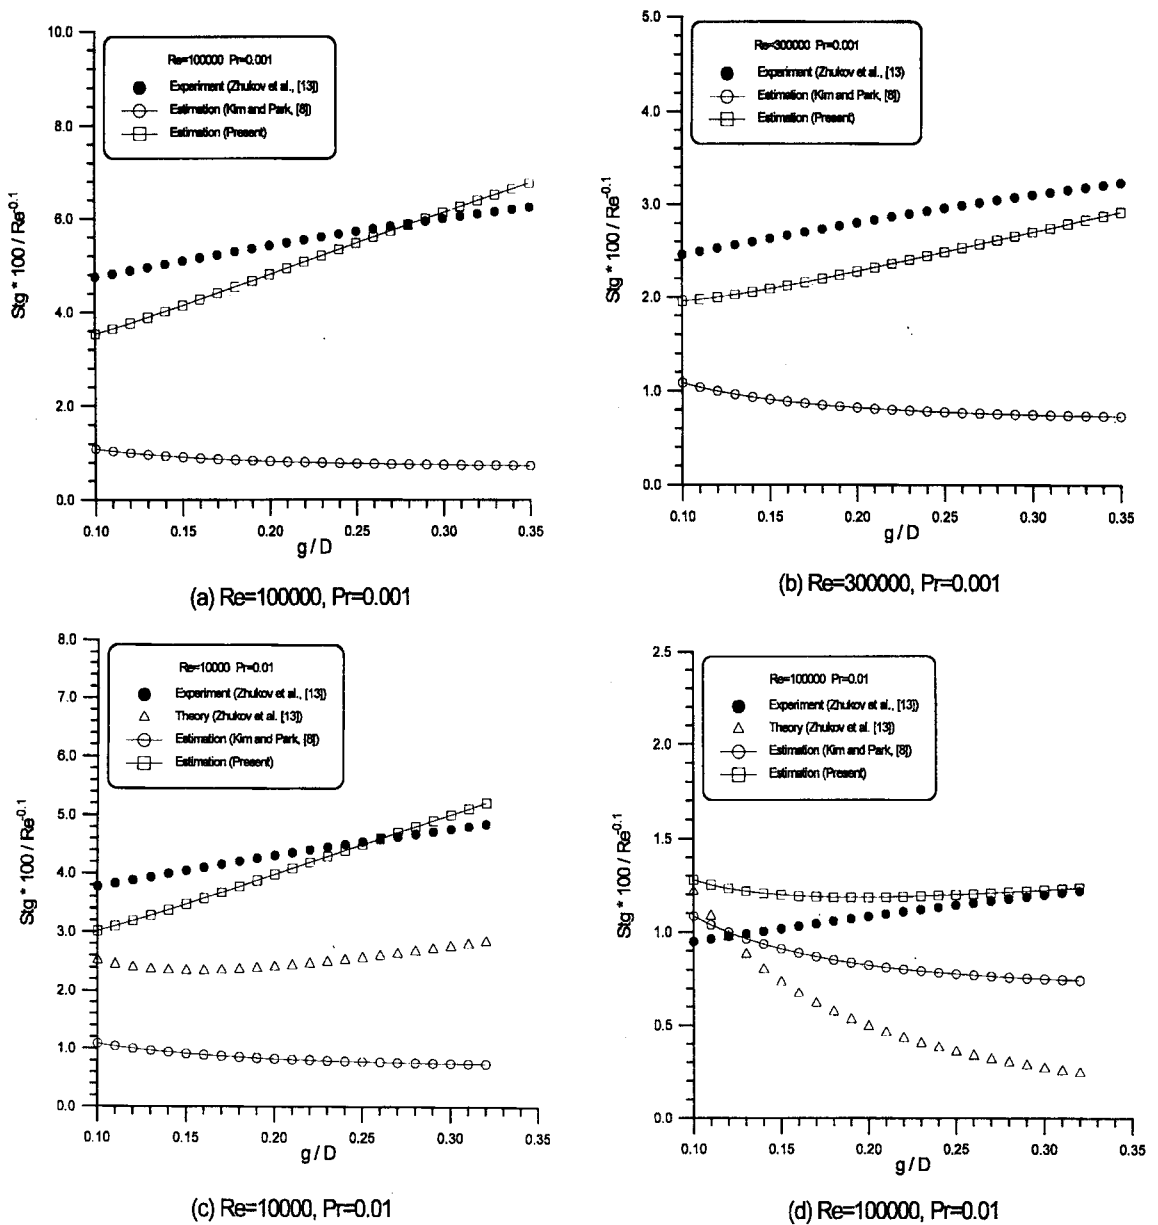 10.0
8.0
6.0
4.0
2.0
0.0
Stg * 100 / Re-0.1
Re=100000 Pr=0.001
Experiment (Zhukov et al., [13])
Estimation (Kim and Park, [8])
Estimation (Present)
0.10 0.15 0.20 0.25 0.30 0.35
g / D
(a) Re=100000, Pr=0.001
5.0
4.0
3.0
2.0
1.0
0.0
Stg * 100 / Re-0.1
Re=300000 Pr=0.001
Experiment (Zhukov et al., [13)
Estimation (Kim and Park, [8])
Estimation (Present)
0.10 0.15 0.20 0.25 0.30 0.35
g / D
(b) Re=300000, Pr=0.001
8.0
7.0
6.0
5.0
4.0
3.0
2.0
1.0
0.0
Stg * 100 / Re-0.1
Re=10000 Pr=0.01
Experiment (Zhukov et al., [13])
Theory (Zhukov et al. [13])
Estimation (Kim and Park, [8])
Estimation (Present)
0.10 0.15 0.20 0.25 0.30 0.35
g / D
(c) Re=10000, Pr=0.01
2.5
2.0
1.5
1.0
0.5
0.0
Stg * 100 / Re-0.1
Re=100000 Pr=0.01
Experiment (Zhukov et al., [13])
Theory (Zhukov et al. [13])
Estimation (Kim and Park, [8])
Estimation (Present)
0.10 0.15 0.20 0.25 0.30 0.35
g / D
(d) Re=100000, Pr=0.01